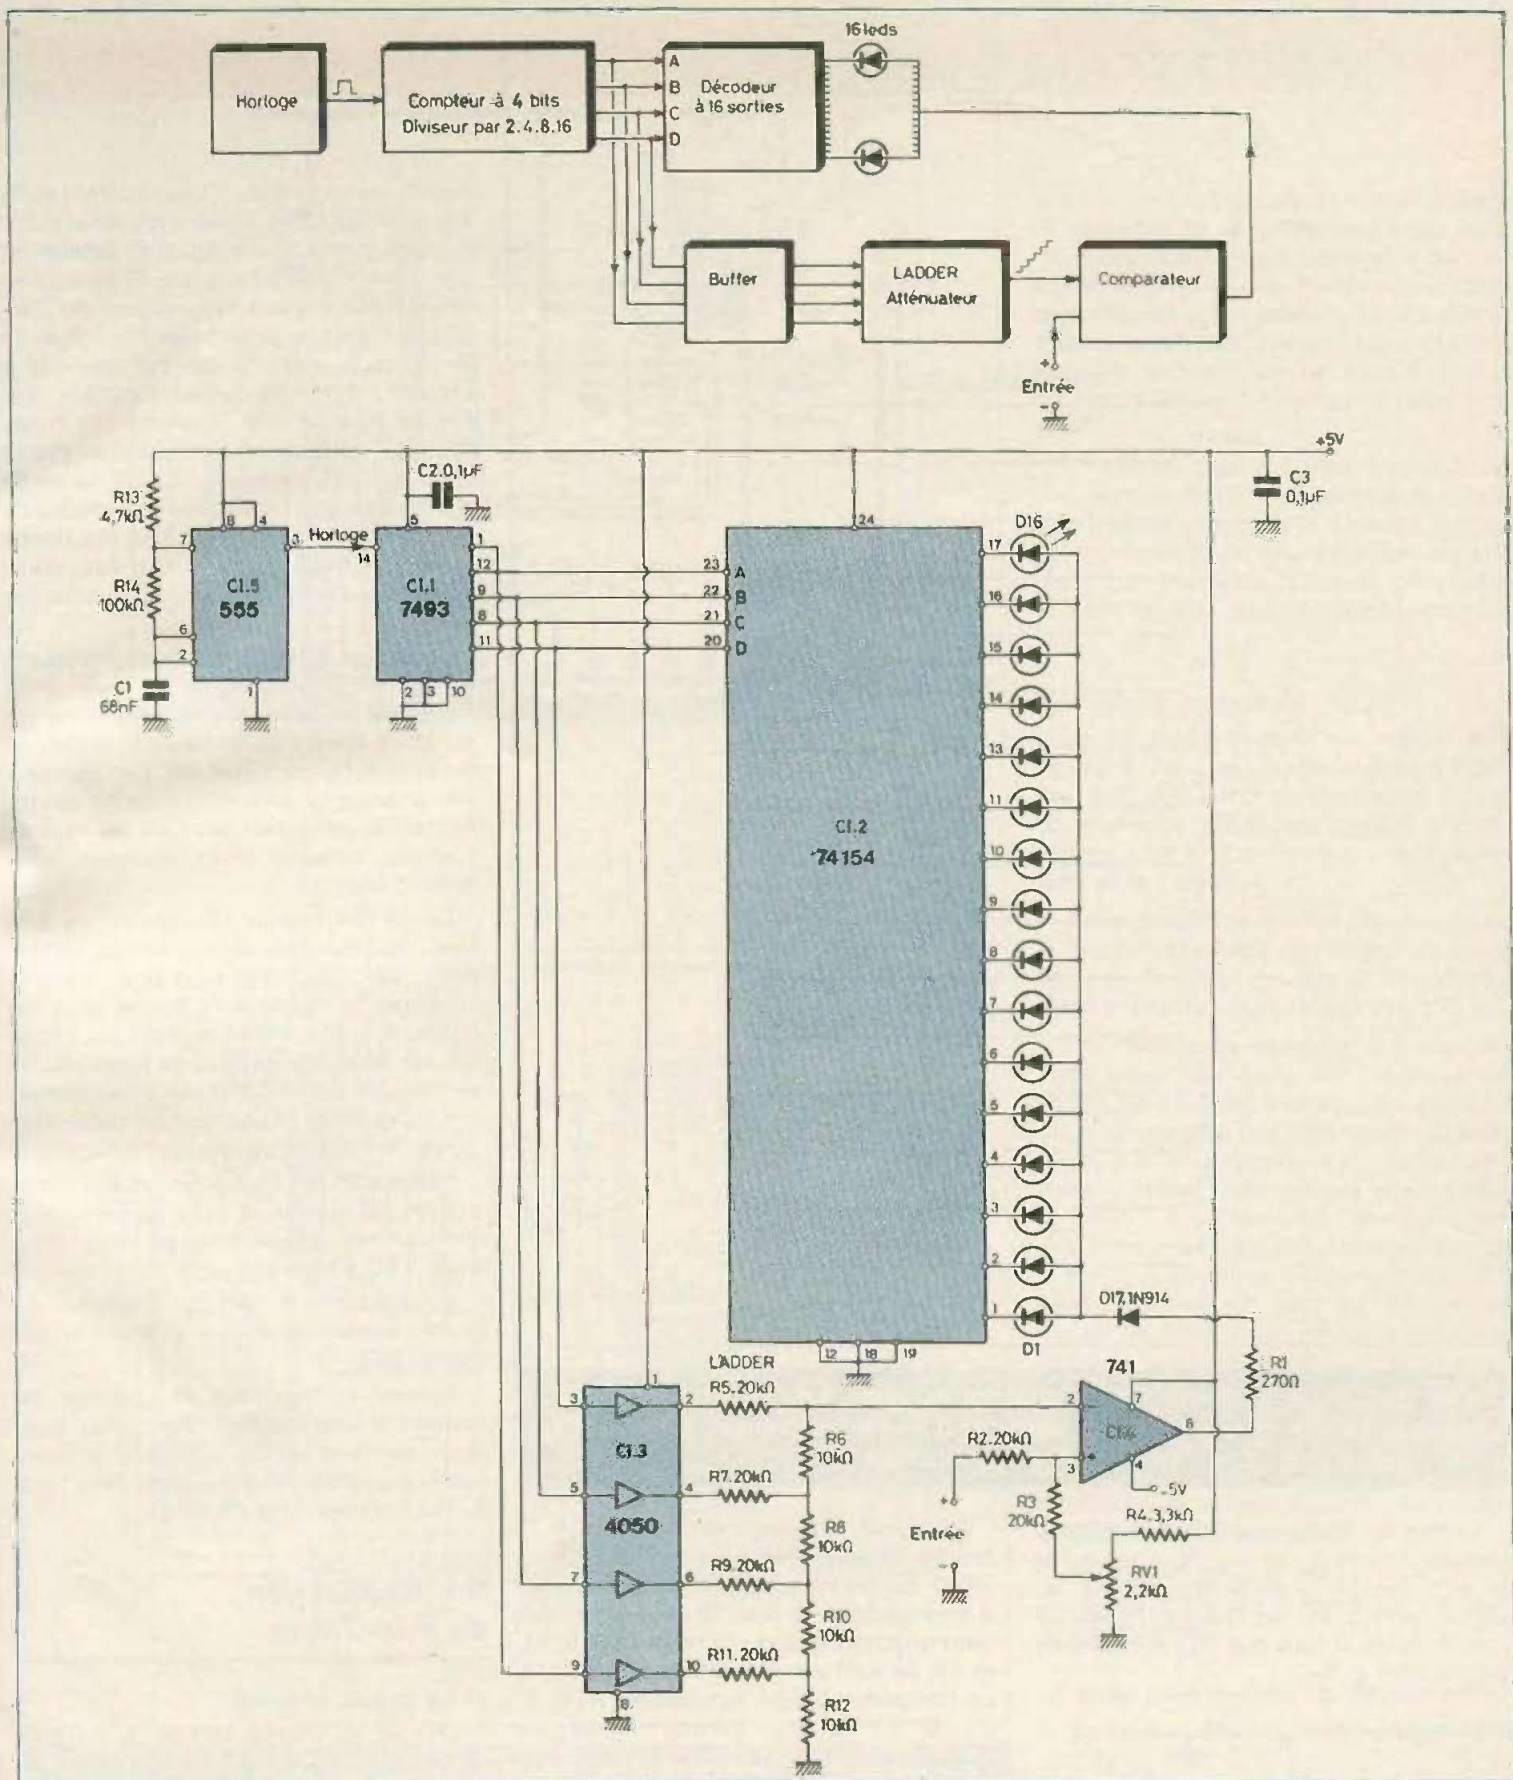 16 leds
Horloge
Compteur à 4 bits
Diviseur par 2.4.8.16
A
B
C
D
Décodeur
à 16 sorties
Buffer
LADDER
Atténuateur
Comparateur
+
Entrée
-
+5V
C2.0,1µF
C3
0,1µF
R13
4,7kΩ
8
4
5
24
D16
7
3
Horloge
14
1
17
12
23
A
R14
100kΩ
CI.5
555
CI.1
7493
9
22
B
16
8
21
C
6
11
20
D
15
2
C1
68nF
1
2
3
10
14
13
11
CI.2
74154
10
9
8
7
6
5
4
3
2
1
D17.1N914
D1
12
18
19
LADDER
741
R1
270Ω
1
3
2
R5.20kΩ
2
-
7
CI.4
6
CI.3
R6
10kΩ
R2.20kΩ
3
+
4
-5V
5
4
R7.20kΩ
R3
20kΩ
R4.3,3kΩ
4050
R8
10kΩ
+
Entrée
-
7
6
R9.20kΩ
RV1
2,2kΩ
R10
10kΩ
9
10
R11.20kΩ
8
R12
10kΩ